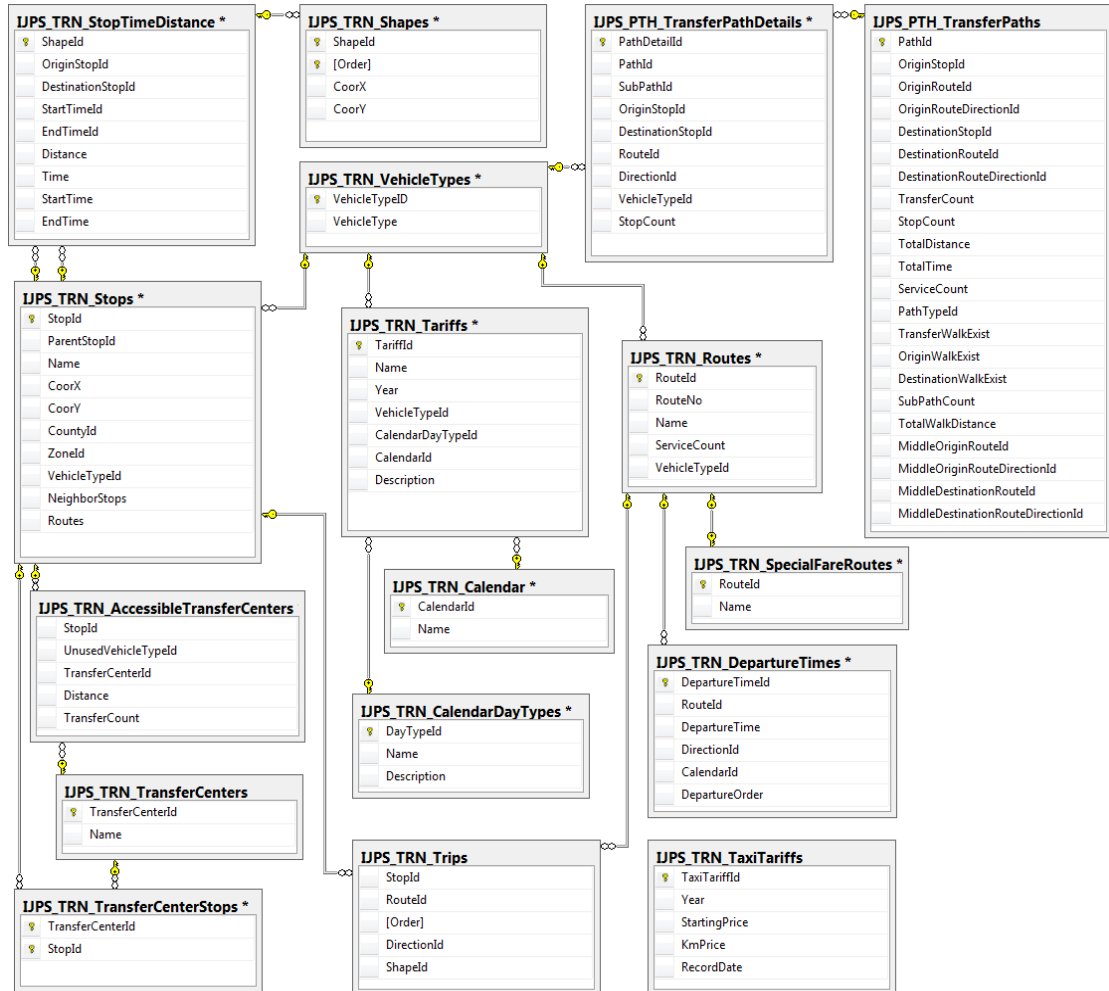 IJPS_TRN_StopTimeDistance *
ShapeId
OriginStopId
DestinationStopId
StartTimeId
EndTimeId
Distance
Time
StartTime
EndTime
IJPS_TRN_Shapes *
ShapeId
[Order]
CoorX
CoorY
IJPS_PTH_TransferPathDetails *
PathDetailId
PathId
SubPathId
OriginStopId
DestinationStopId
RouteId
DirectionId
VehicleTypeId
StopCount
IJPS_PTH_TransferPaths
PathId
OriginStopId
OriginRouteId
OriginRouteDirectionId
DestinationStopId
DestinationRouteId
DestinationRouteDirectionId
TransferCount
StopCount
TotalDistance
TotalTime
ServiceCount
PathTypeId
TransferWalkExist
OriginWalkExist
DestinationWalkExist
SubPathCount
TotalWalkDistance
MiddleOriginRouteId
MiddleOriginRouteDirectionId
MiddleDestinationRouteId
MiddleDestinationRouteDirectionId
IJPS_TRN_VehicleTypes *
VehicleTypeID
VehicleType
IJPS_TRN_Stops *
StopId
ParentStopId
Name
CoorX
CoorY
CountyId
ZoneId
VehicleTypeId
NeighborStops
Routes
IJPS_TRN_Tariffs *
TariffId
Name
Year
VehicleTypeId
CalendarDayTypeId
CalendarId
Description
IJPS_TRN_Routes *
RouteId
RouteNo
Name
ServiceCount
VehicleTypeId
IJPS_TRN_SpecialFareRoutes *
RouteId
Name
IJPS_TRN_Calendar *
CalendarId
Name
IJPS_TRN_AccessibleTransferCenters
StopId
UnusedVehicleTypeId
TransferCenterId
Distance
TransferCount
IJPS_TRN_DepartureTimes *
DepartureTimeId
RouteId
DepartureTime
DirectionId
CalendarId
DepartureOrder
IJPS_TRN_CalendarDayTypes *
DayTypeId
Name
Description
IJPS_TRN_TransferCenters
TransferCenterId
Name
IJPS_TRN_Trips
StopId
RouteId
[Order]
DirectionId
ShapeId
IJPS_TRN_TaxiTariffs
TaxiTariffId
Year
StartingPrice
KmPrice
RecordDate
IJPS_TRN_TransferCenterStops *
TransferCenterId
StopId